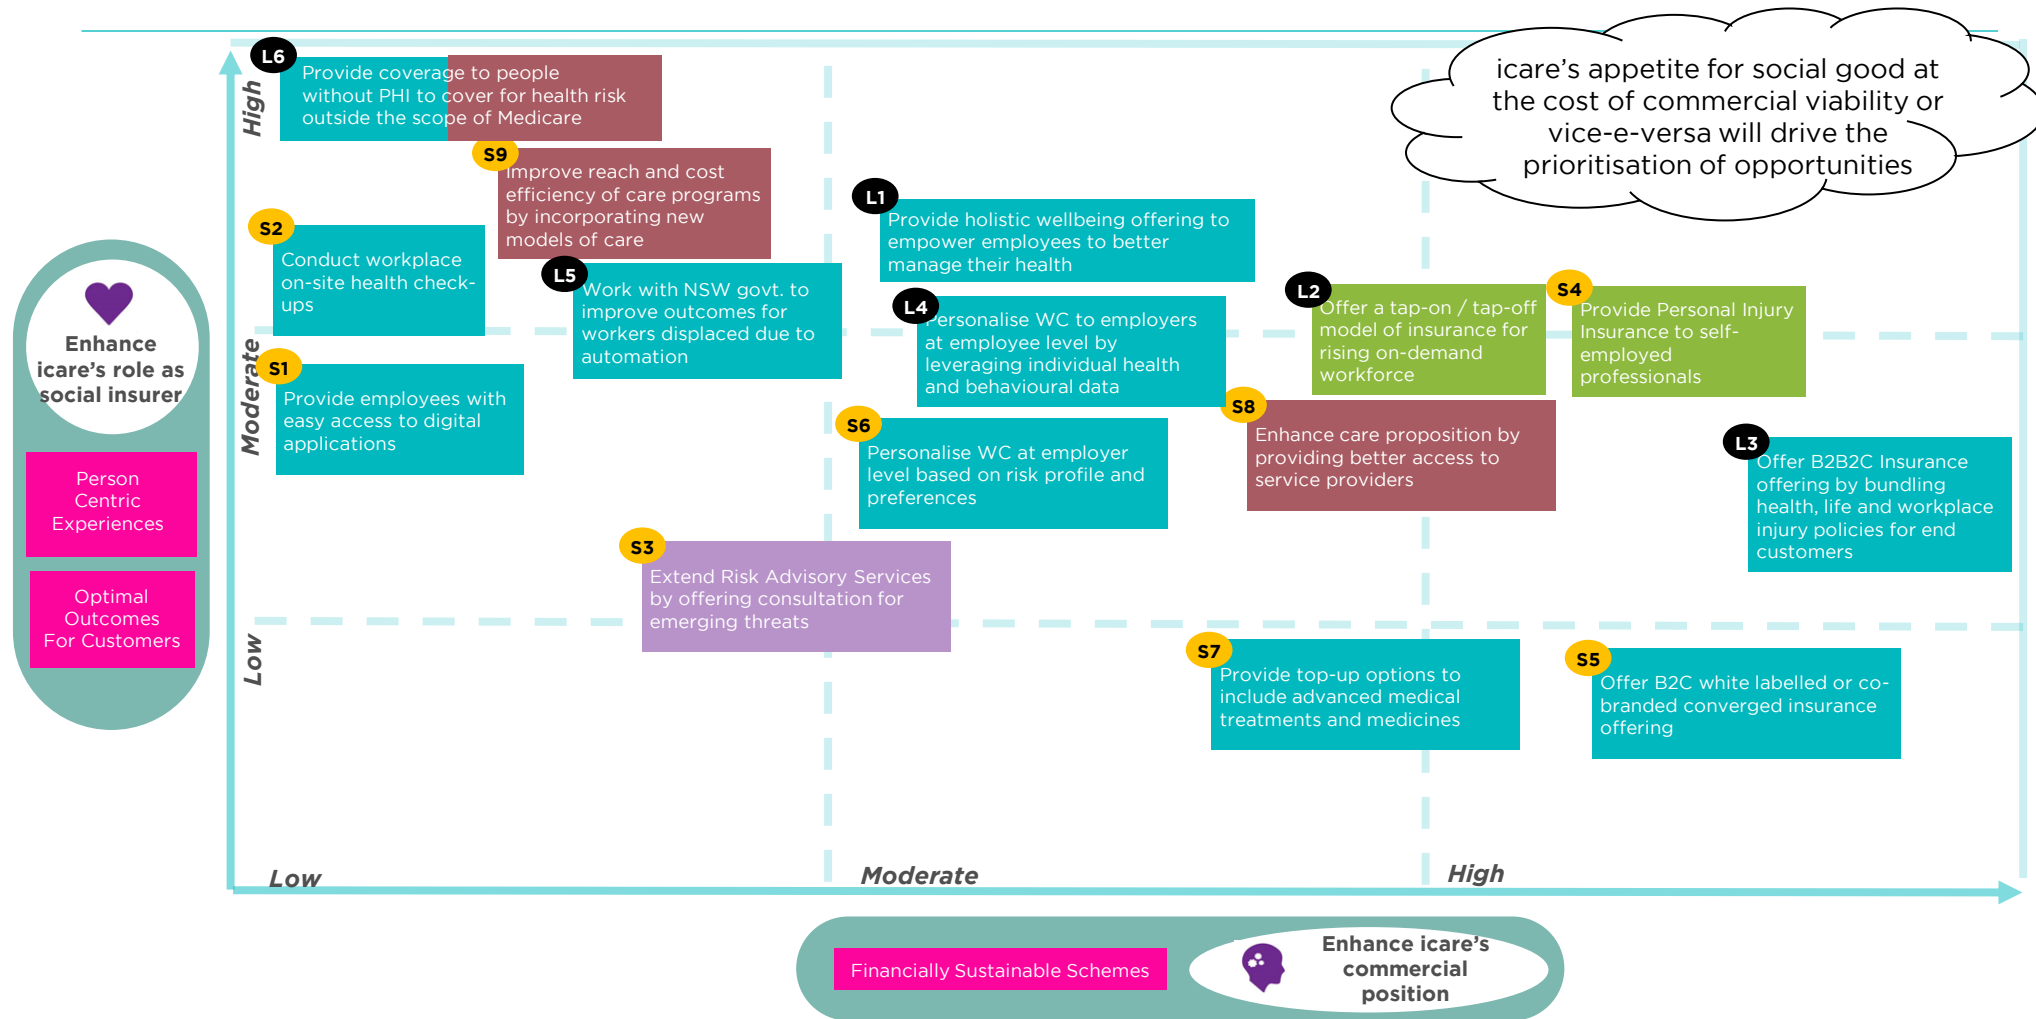 icare's appetite for social good at
the cost of commercial viability or
vice-e-versa will drive the
prioritisation of opportunities
High
Moderate
Low
L6
Provide coverage to people
without PHI to cover for health risk
outside the scope of Medicare
S9
Improve reach and cost
efficiency of care programs
by incorporating new
models of care
S2
Conduct workplace
on-site health check-
ups
L5
Work with NSW govt. to
improve outcomes for
workers displaced due to
automation
S1
Provide employees with
easy access to digital
applications
L1
Provide holistic wellbeing offering to
empower employees to better
manage their health
L4
Personalise WC to employers
at employee level by
leveraging individual health
and behavioural data
L2
Offer a tap-on / tap-off
model of insurance for
rising on-demand
workforce
S4
Provide Personal Injury
Insurance to self-
employed
professionals
S6
Personalise WC at employer
level based on risk profile and
preferences
S8
Enhance care proposition by
providing better access to
service providers
L3
Offer B2B2C Insurance
offering by bundling
health, life and workplace
injury policies for end
customers
S3
Extend Risk Advisory Services
by offering consultation for
emerging threats
S7
Provide top-up options to
include advanced medical
treatments and medicines
S5
Offer B2C white labelled or co-
branded converged insurance
offering
Enhance
icare's role as
social insurer
Person
Centric
Experiences
Optimal
Outcomes
For Customers
Low
Moderate
High
Financially Sustainable Schemes
Enhance icare's
commercial
position